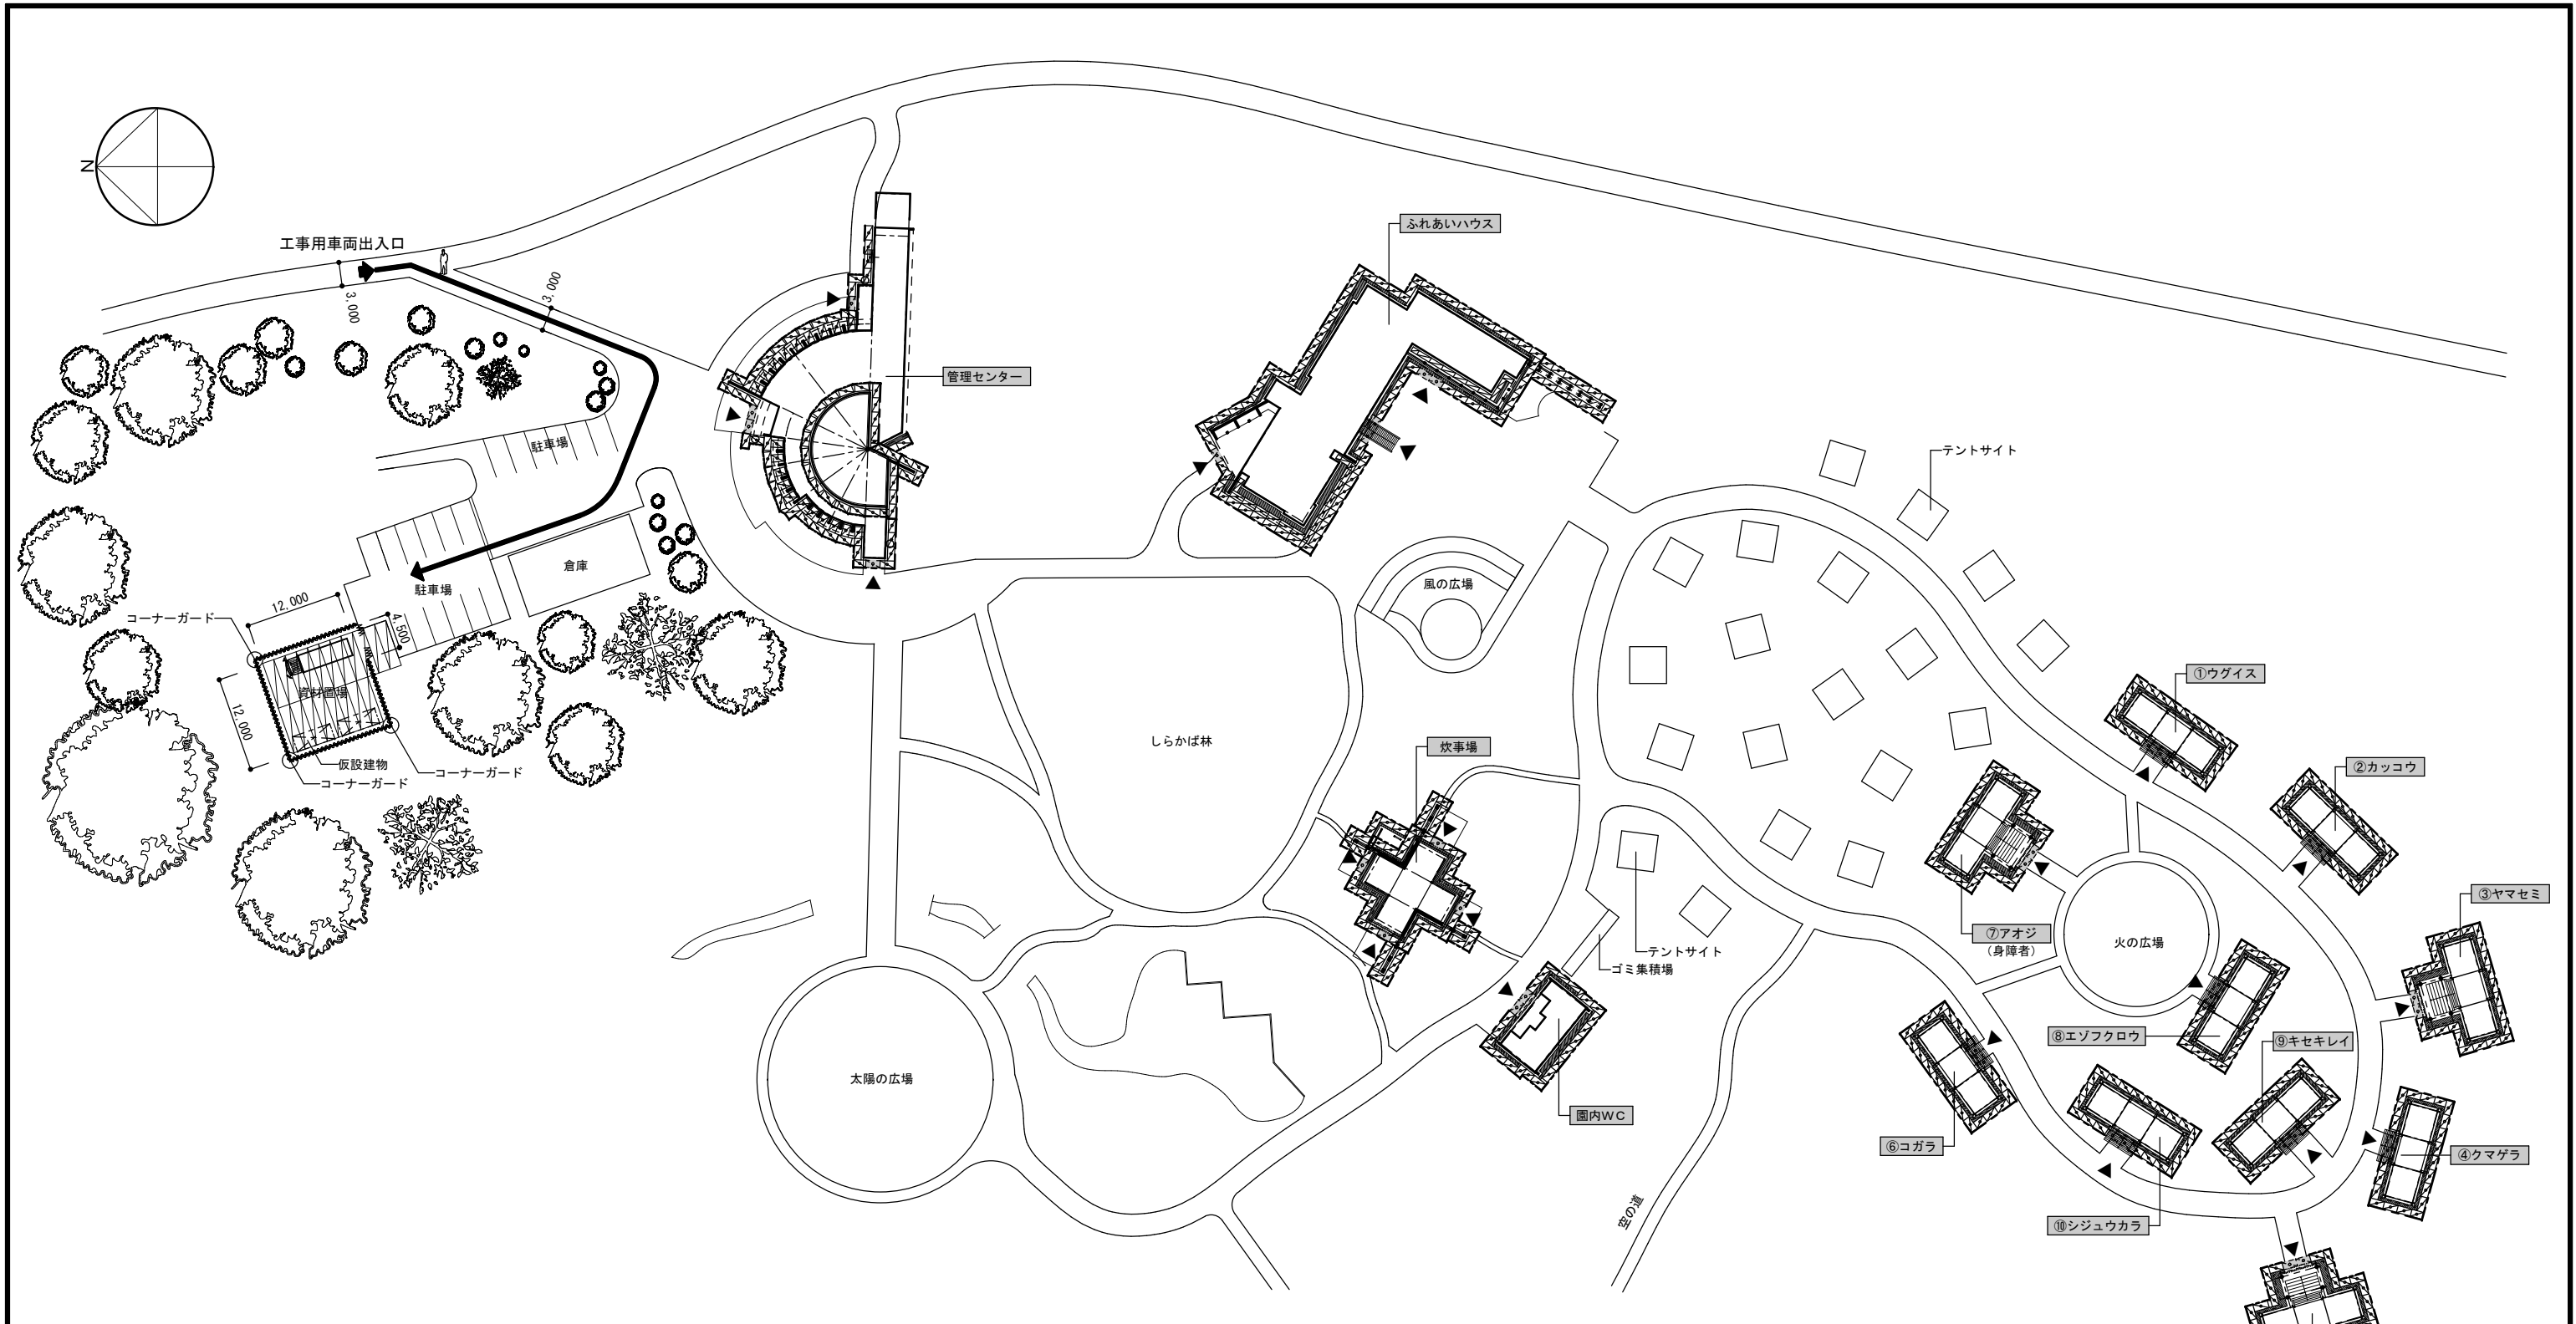 N
工事用車両出入口
3,000
3,000
ふれあいハウス
管理センター
駐車場
テントサイト
倉庫
駐車場
風の広場
12,000
4,500
コーナーガード
資材置場
12,000
仮設建物
コーナーガード
コーナーガード
しらかば林
炊事場
①ウグイス
②カッコウ
③ヤマセミ
⑦アオジ
(身障者)
火の広場
テントサイト
ゴミ集積場
⑧エゾフクロウ
⑨キセキレイ
太陽の広場
園内WC
⑥コガラ
④クマゲラ
空の道
⑩シジュウカラ